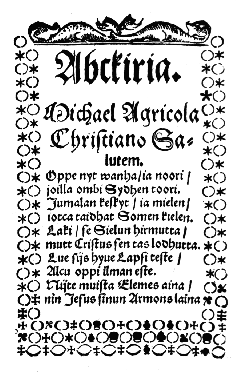 Abckiria.
Michael Agricola
Christiano Sa-
lutem.
Oppe nyt wanha/ ia noori/
joilla ombi Sydhen toori.
Jumalan keskyt/ ia mielen/
iotca taidhat Somen kielen.
Laki/ se Sielun hirmutta/
mutt Cristus sen tas lodhutta.
Lue sijs hyue Lapsi teste/
Alcu oppi ilman este.
Nijte muista Elemes aina/
nin Jesus sinun Armons laina